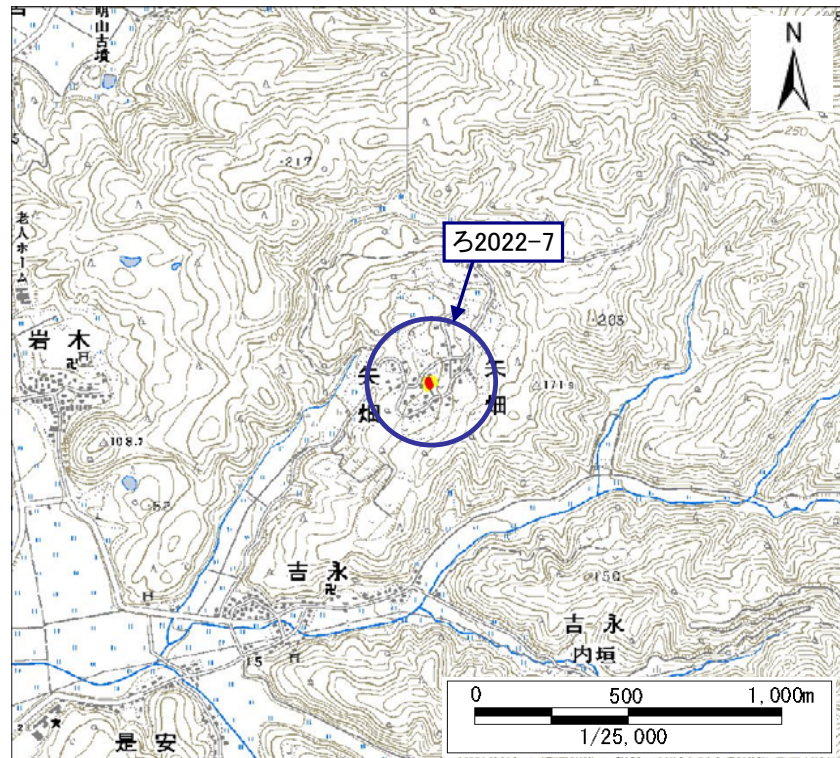 明山古墳
N
250
・217
ろ2022-7
老人ホーム
岩木
203
矢畑
矢畑
171.9
108.7
52
吉永
150
吉永
内垣
15
是安
0 500 1,000m
1/25,000